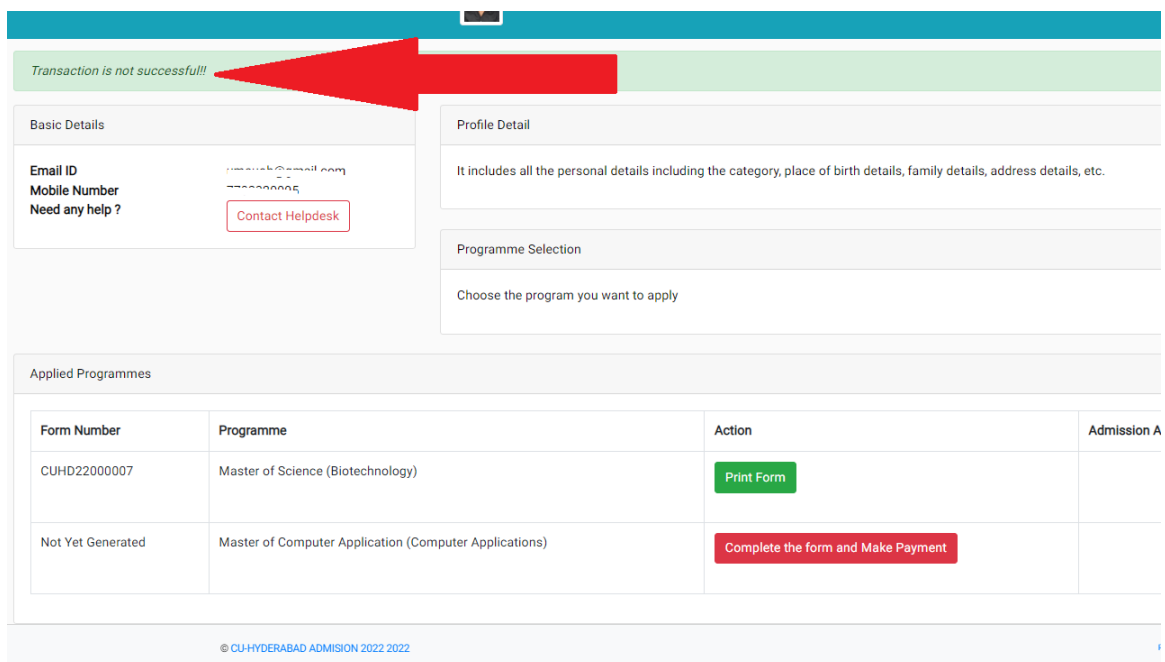 Transaction is not successful!!
Basic Details
Profile Detail
Email ID
Mobile Number
Need any help ?
Contact Helpdesk
It includes all the personal details including the category, place of birth details, family details, address details, etc.
Programme Selection
Choose the program you want to apply
Applied Programmes
Form Number Programme Action Admission A
CUHD22000007 Master of Science (Biotechnology) Print Form
Not Yet Generated Master of Computer Application (Computer Applications) Complete the form and Make Payment
© CU-HYDERABAD ADMISION 2022 2022